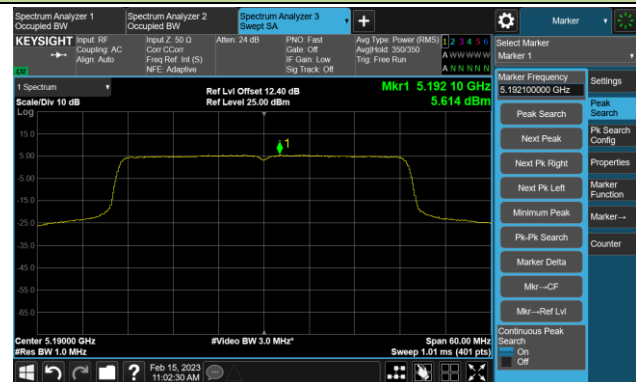 Spectrum Analyzer 1
Occupied BW
Spectrum Analyzer 2
Occupied BW
Spectrum Analyzer 3
Swept SA
Marker
KEYSIGHT
Input: RF
Coupling: AC
Align: Auto
Input Z: 50 Ω
Corr CCorr
Freq Ref: Int (S)
NFE: Adaptive
Atten: 24 dB
PNO: Fast
Gate: Off
IF Gain: Low
Sig Track: Off
Avg Type: Power (RMS)
Avg|Hold: 350/350
Trig: Free Run
1 2 3 4 5 6
A W W W W W
A N N N N N
Select Marker
Marker 1
LXI
1 Spectrum
Scale/Div 10 dB
Log
Ref Lvl Offset 12.40 dB
Ref Level 25.00 dBm
Mkr1 5.192 10 GHz
5.614 dBm
1
15.0
5.00
-5.00
-15.0
-25.0
-35.0
-45.0
-55.0
-65.0
Center 5.19000 GHz
#Res BW 1.0 MHz
#Video BW 3.0 MHz*
Span 60.00 MHz
Sweep 1.01 ms (401 pts)
Marker Frequency
5.192100000 GHz
Peak Search
Next Peak
Next Pk Right
Next Pk Left
Minimum Peak
Pk-Pk Search
Marker Delta
Mkr→CF
Mkr→Ref Lvl
Continuous Peak
Search
On
Off
Settings
Peak
Search
Pk Search
Config
Properties
Marker
Function
Marker→
Counter
Feb 15, 2023
11:02:30 AM